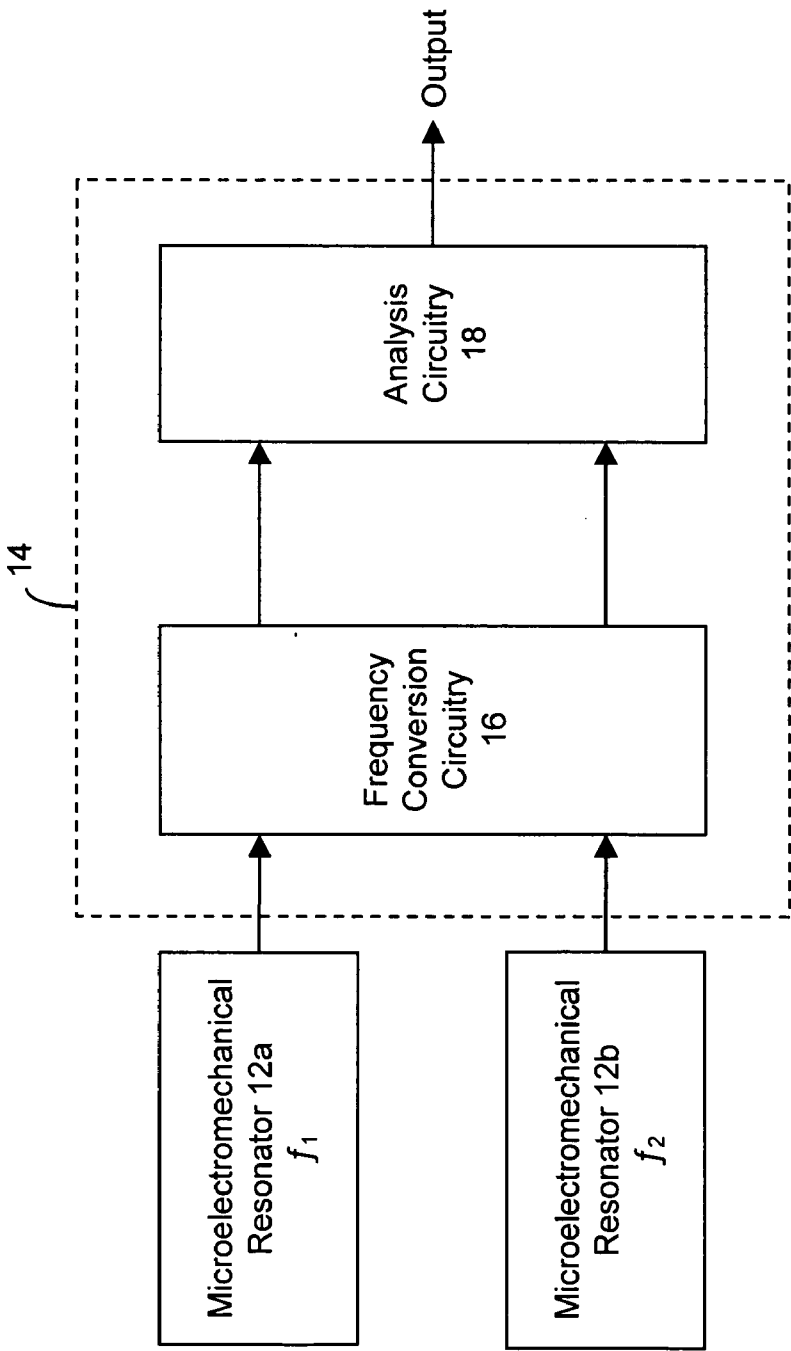 14
Microelectromechanical
Resonator 12a
f1
Microelectromechanical
Resonator 12b
f2
Frequency
Conversion
Circuitry
16
Analysis
Circuitry
18
Output